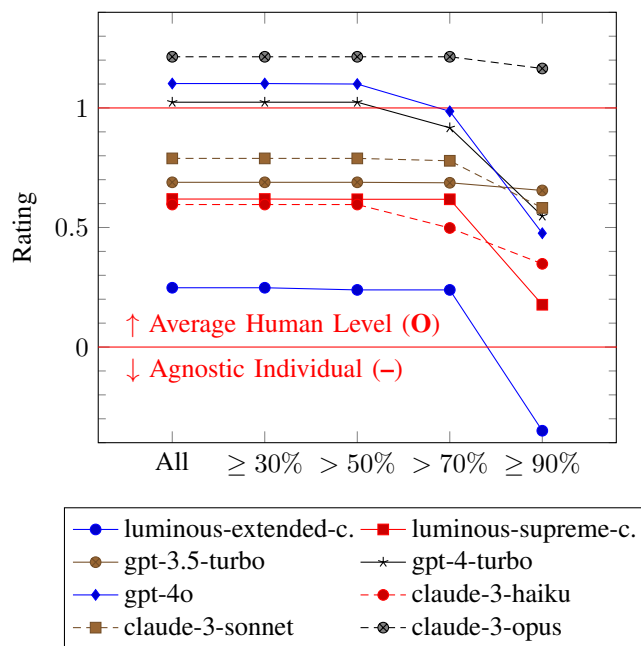 1
0.5
0
Rating
↑ Average Human Level (O)
↓ Agnostic Individual (–)
All ≥ 30% > 50% > 70% ≥ 90%
luminous-extended-c. luminous-supreme-c.
gpt-3.5-turbo gpt-4-turbo
gpt-4o claude-3-haiku
claude-3-sonnet claude-3-opus